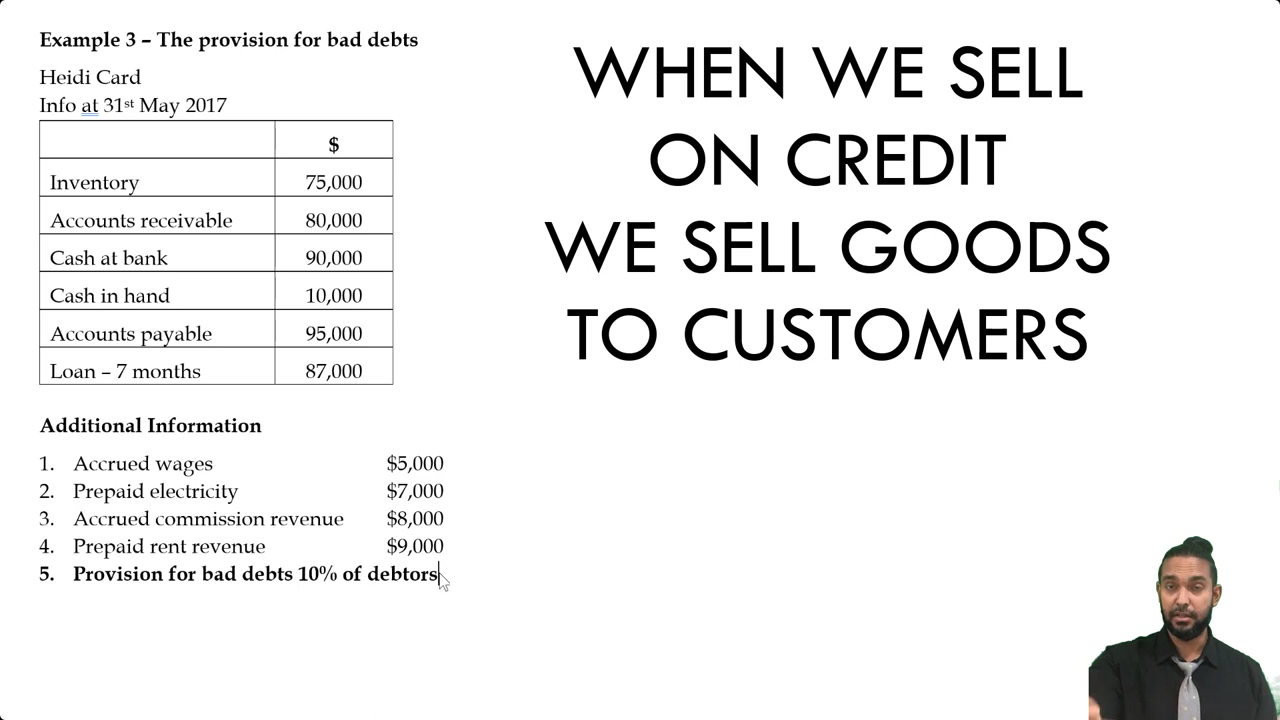 Example 3 – The provision for bad debts
Heidi Card
Info at 31st May 2017
$
Inventory 75,000
Accounts receivable 80,000
Cash at bank 90,000
Cash in hand 10,000
Accounts payable 95,000
Loan – 7 months 87,000
Additional Information
1. Accrued wages $5,000
2. Prepaid electricity $7,000
3. Accrued commission revenue $8,000
4. Prepaid rent revenue $9,000
5. Provision for bad debts 10% of debtors
WHEN WE SELL
ON CREDIT
WE SELL GOODS
TO CUSTOMERS